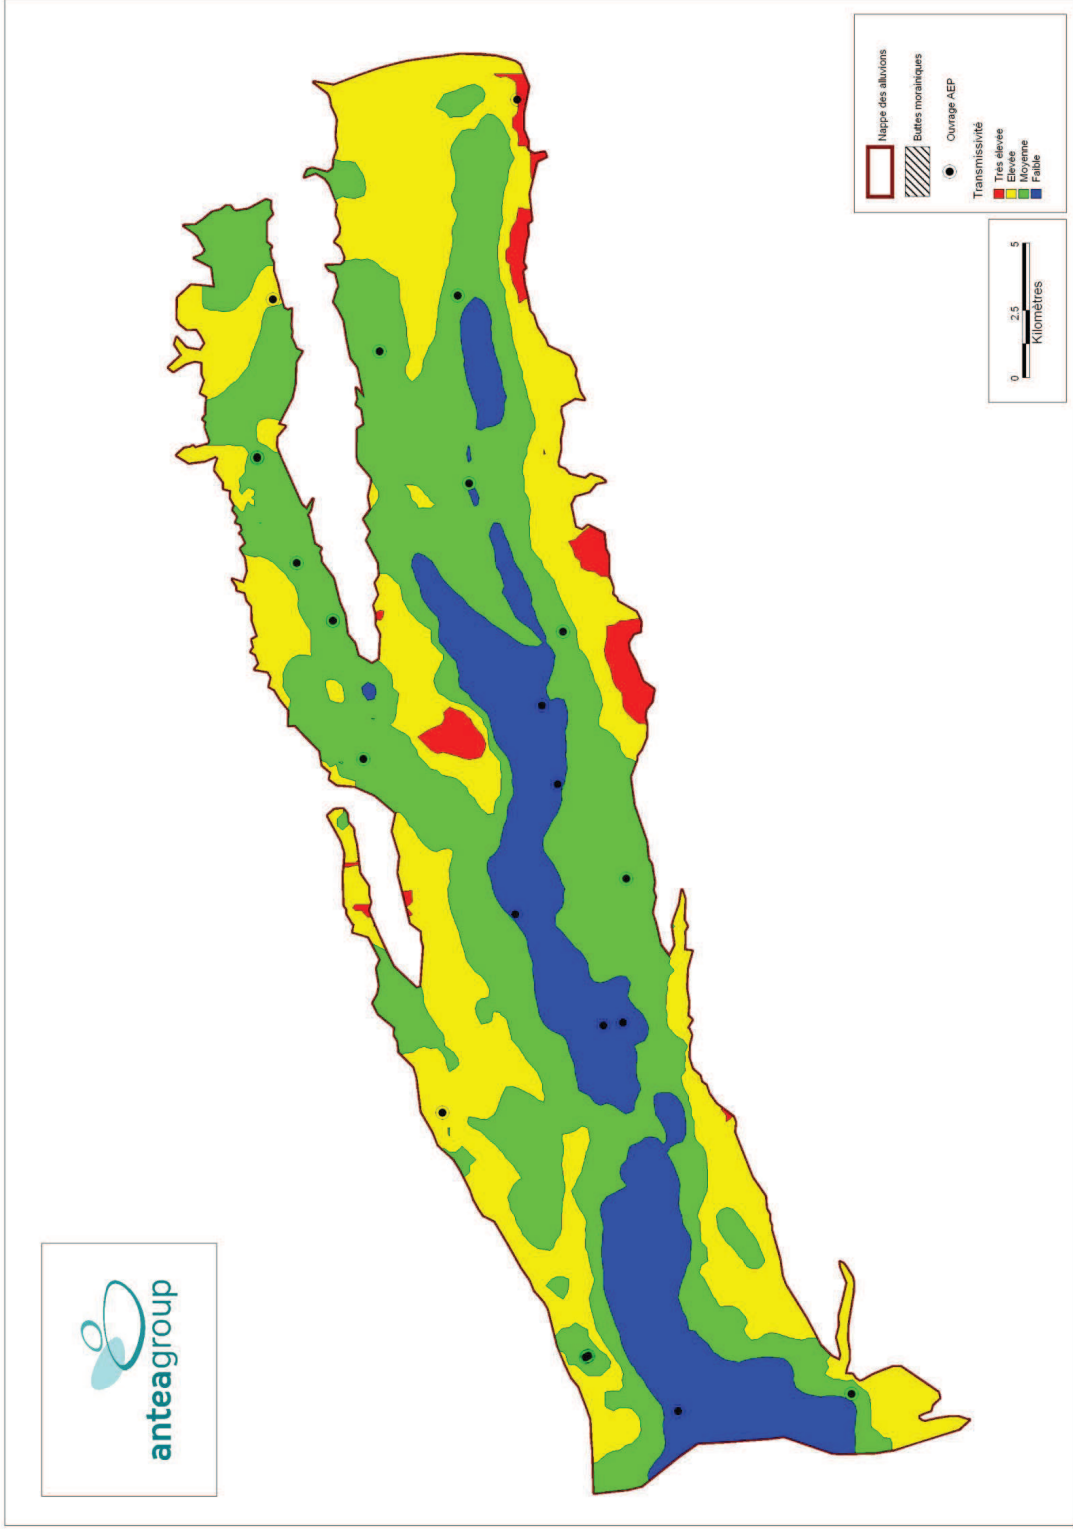 anteagroup
Nappe des alluvions
Buttes morainiques
Ouvrage AEP
Transmissivité
Très élevée
Elevée
Moyenne
Faible
0 2.5 5
Kilomètres